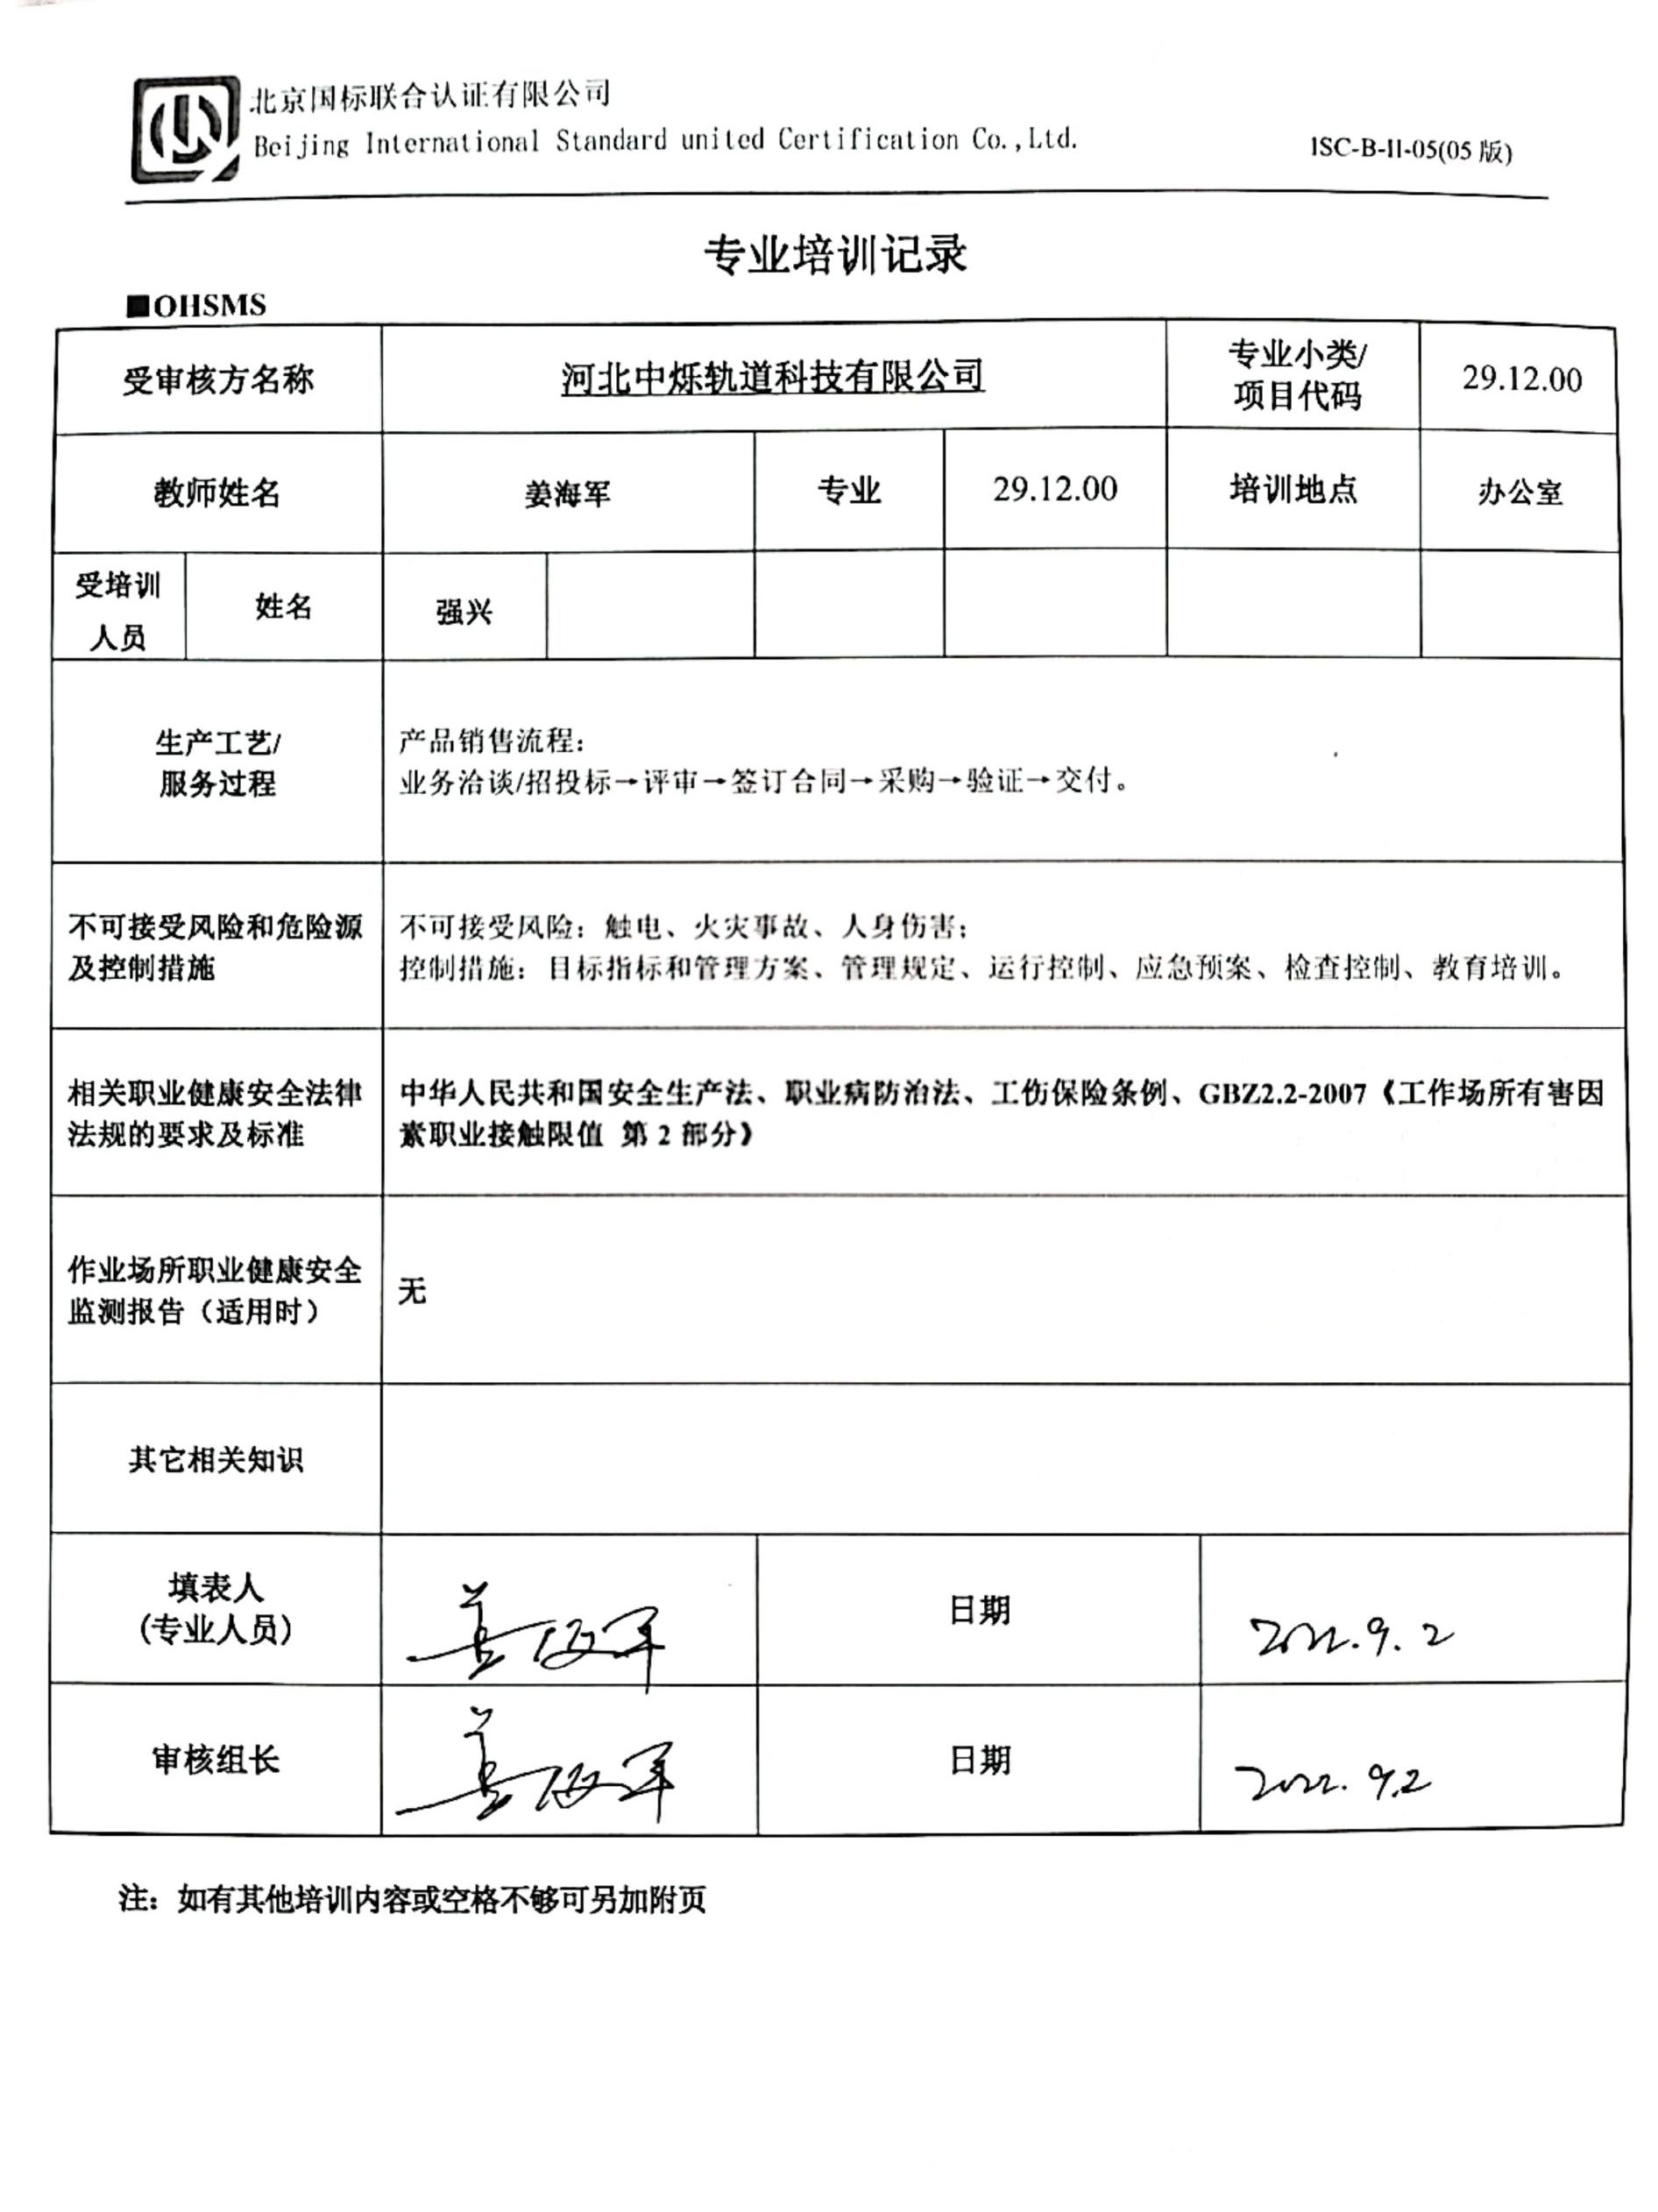 北京国标联合认证有限公司
Beijing International Standard united Certification Co.,Ltd.
ISC-B-II-05(05 版)
专业培训记录
■OHSMS
受审核方名称
河北中烁轨道科技有限公司
专业小类/
项目代码
29.12.00
教师姓名
姜海军
专业
29.12.00
培训地点
办公室
受培训
人员
姓名
强兴
生产工艺/
服务过程
产品销售流程：
业务洽谈/招投标→评审→签订合同→采购→验证→交付。
不可接受风险和危险源
及控制措施
不可接受风险：触电、火灾事故、人身伤害；
控制措施：目标指标和管理方案、管理规定、运行控制、应急预案、检查控制、教育培训。
相关职业健康安全法律
法规的要求及标准
中华人民共和国安全生产法、职业病防治法、工伤保险条例、GBZ2.2-2007《工作场所有害因
素职业接触限值 第 2 部分》
作业场所职业健康安全
监测报告（适用时）
无
其它相关知识
填表人
(专业人员)
姜海军
日期
2022.9.2
审核组长
姜海军
日期
2022.9.2
注：如有其他培训内容或空格不够可另加附页